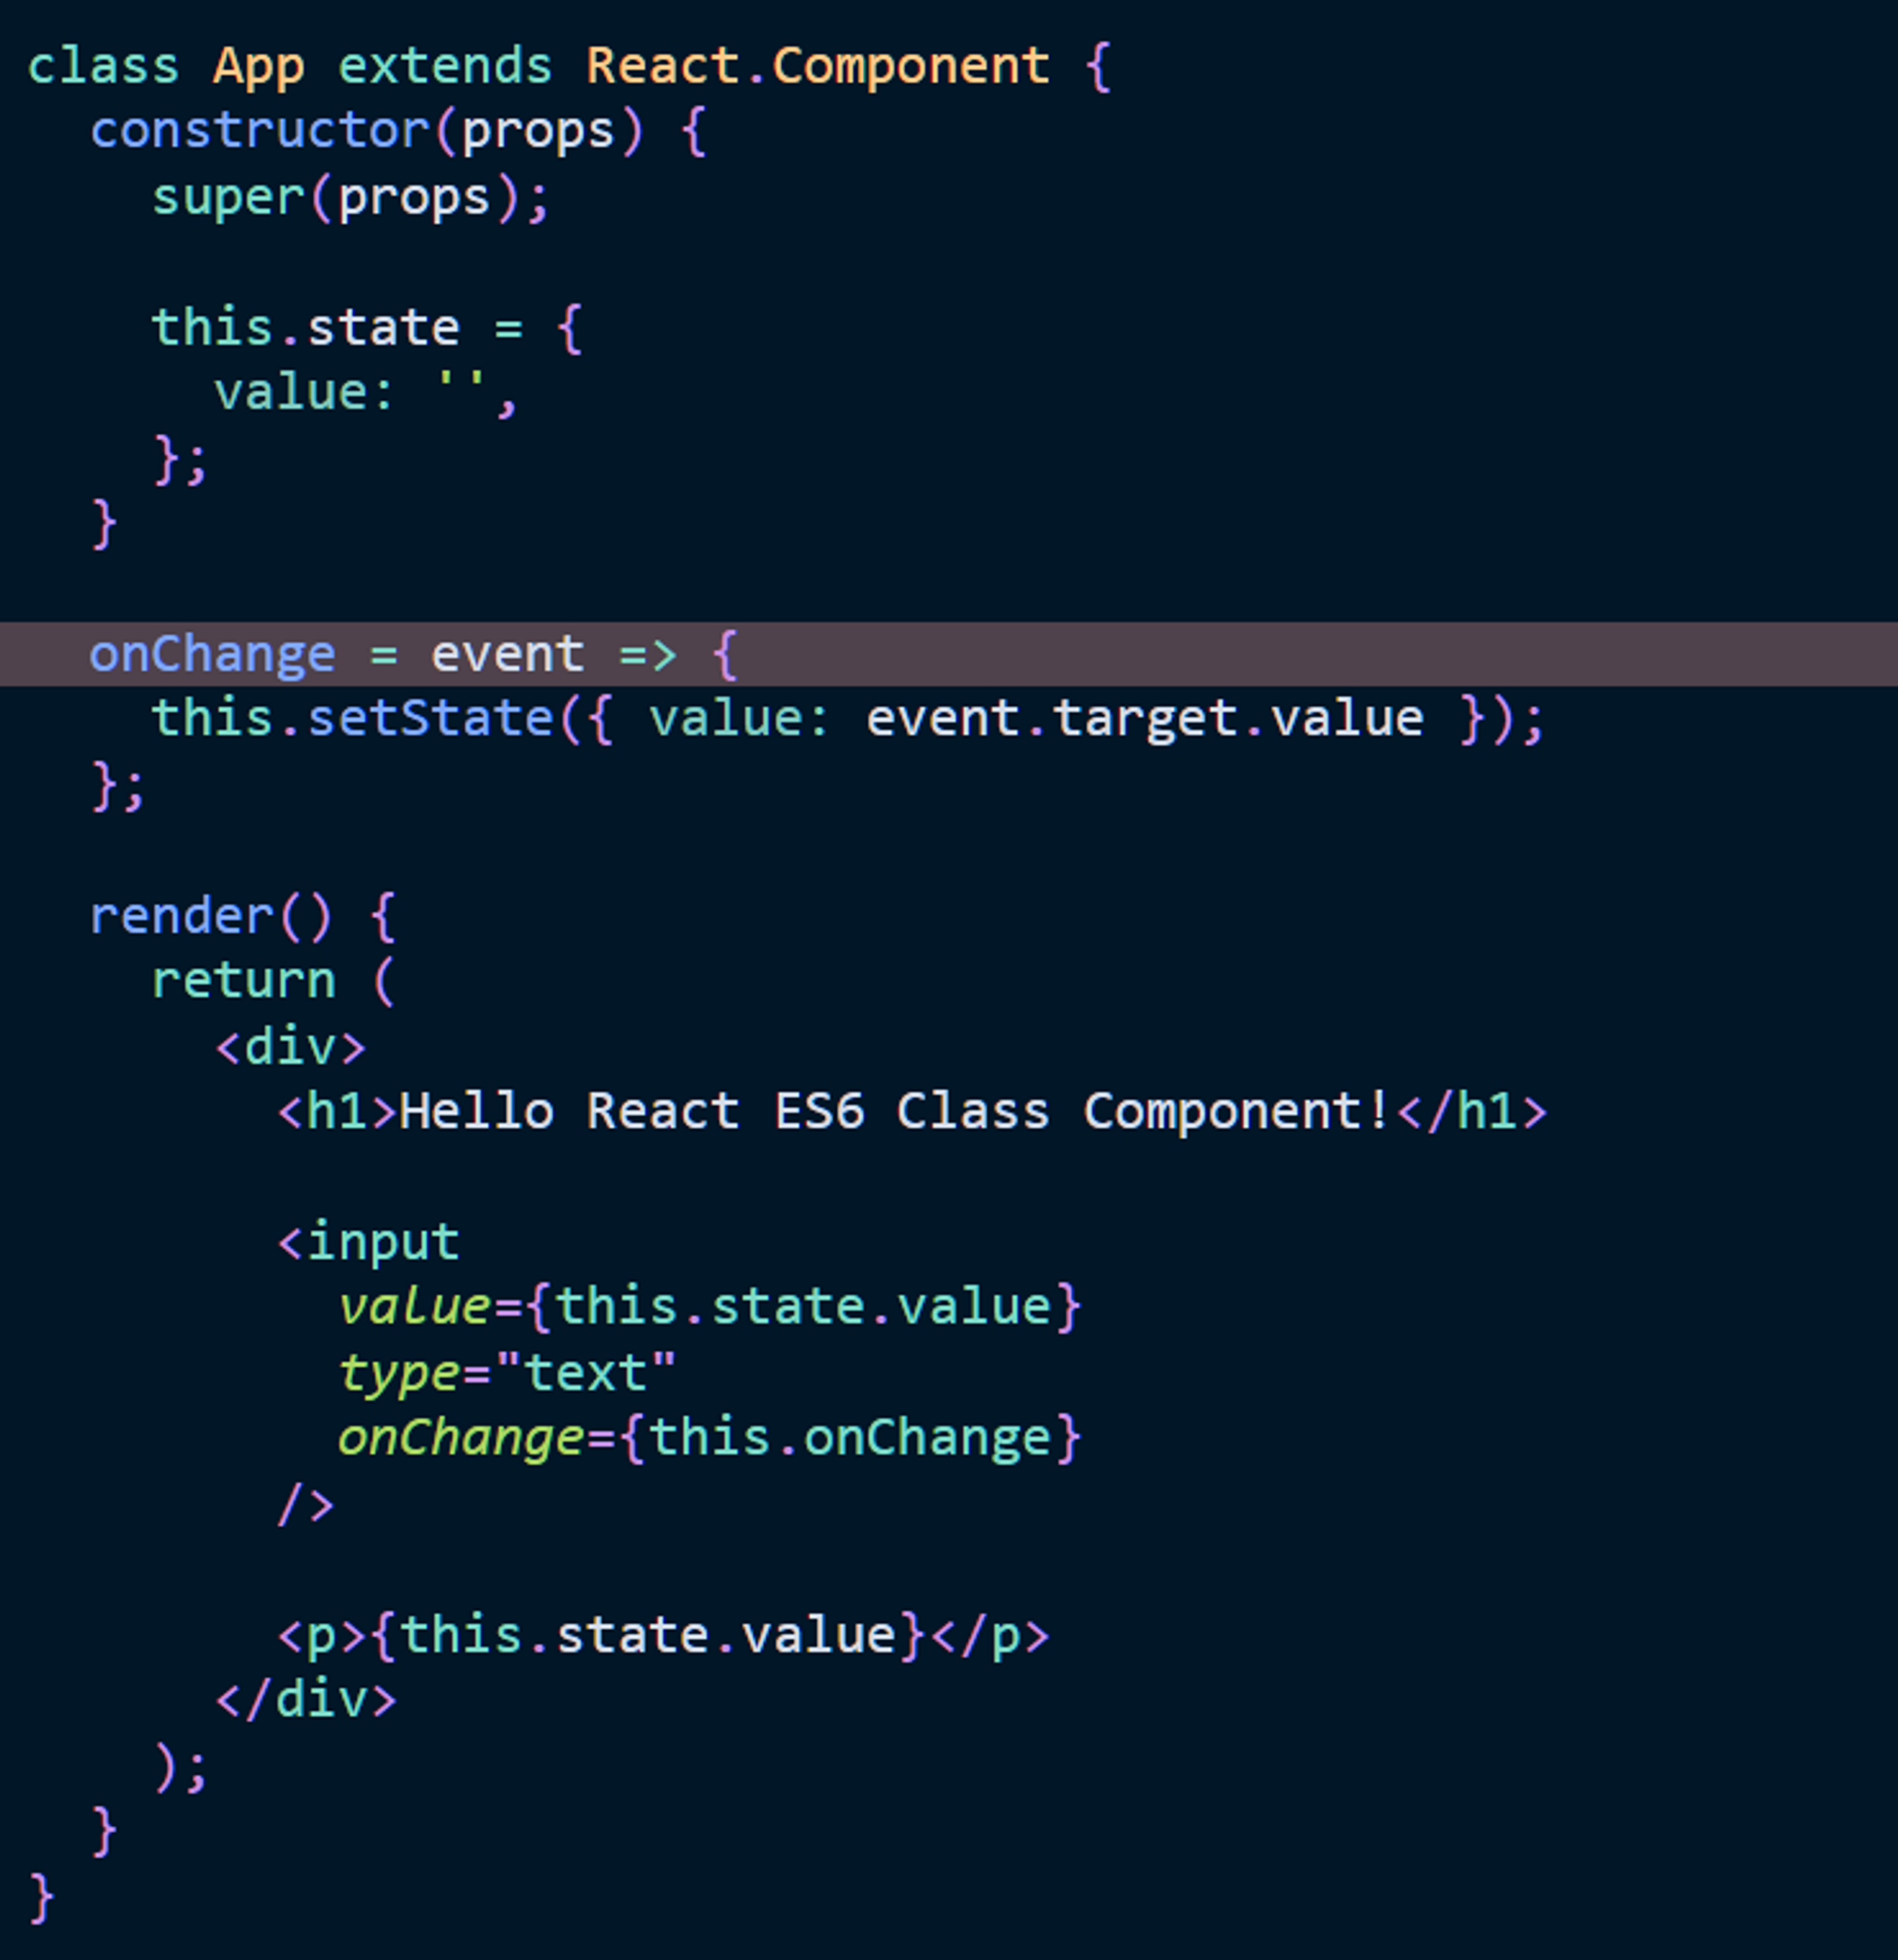 class App extends React.Component {
  constructor(props) {
    super(props);

    this.state = {
      value: '',
    };
  }

  onChange = event => {
    this.setState({ value: event.target.value });
  };

  render() {
    return (
      <div>
        <h1>Hello React ES6 Class Component!</h1>

        <input
          value={this.state.value}
          type="text"
          onChange={this.onChange}
        />

        <p>{this.state.value}</p>
      </div>
    );
  }
}